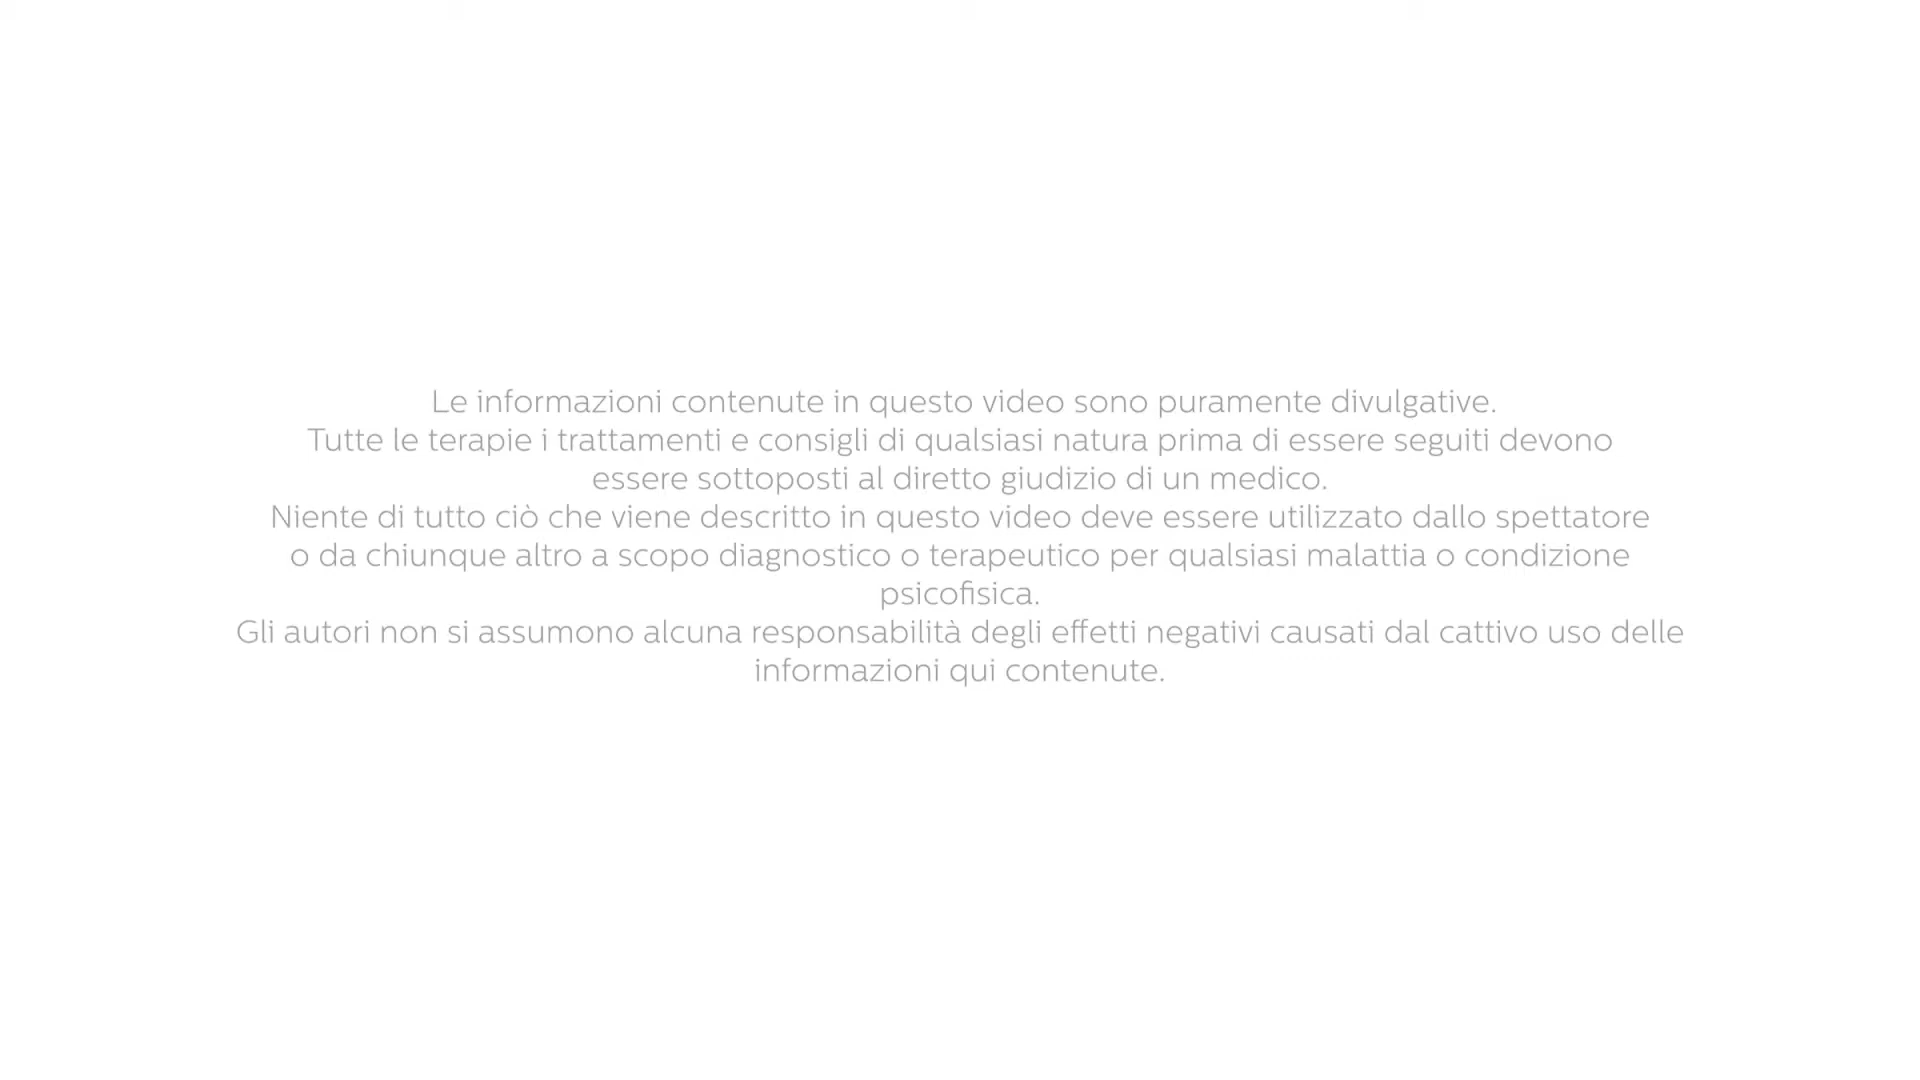 Le informazioni contenute in questo video sono puramente divulgative.
Tutte le terapie i trattamenti e consigli di qualsiasi natura prima di essere seguiti devono
essere sottoposti al diretto giudizio di un medico.
Niente di tutto ciò che viene descritto in questo video deve essere utilizzato dallo spettatore
o da chiunque altro a scopo diagnostico o terapeutico per qualsiasi malattia o condizione
psicofisica.
Gli autori non si assumono alcuna responsabilità degli effetti negativi causati dal cattivo uso delle
informazioni qui contenute.